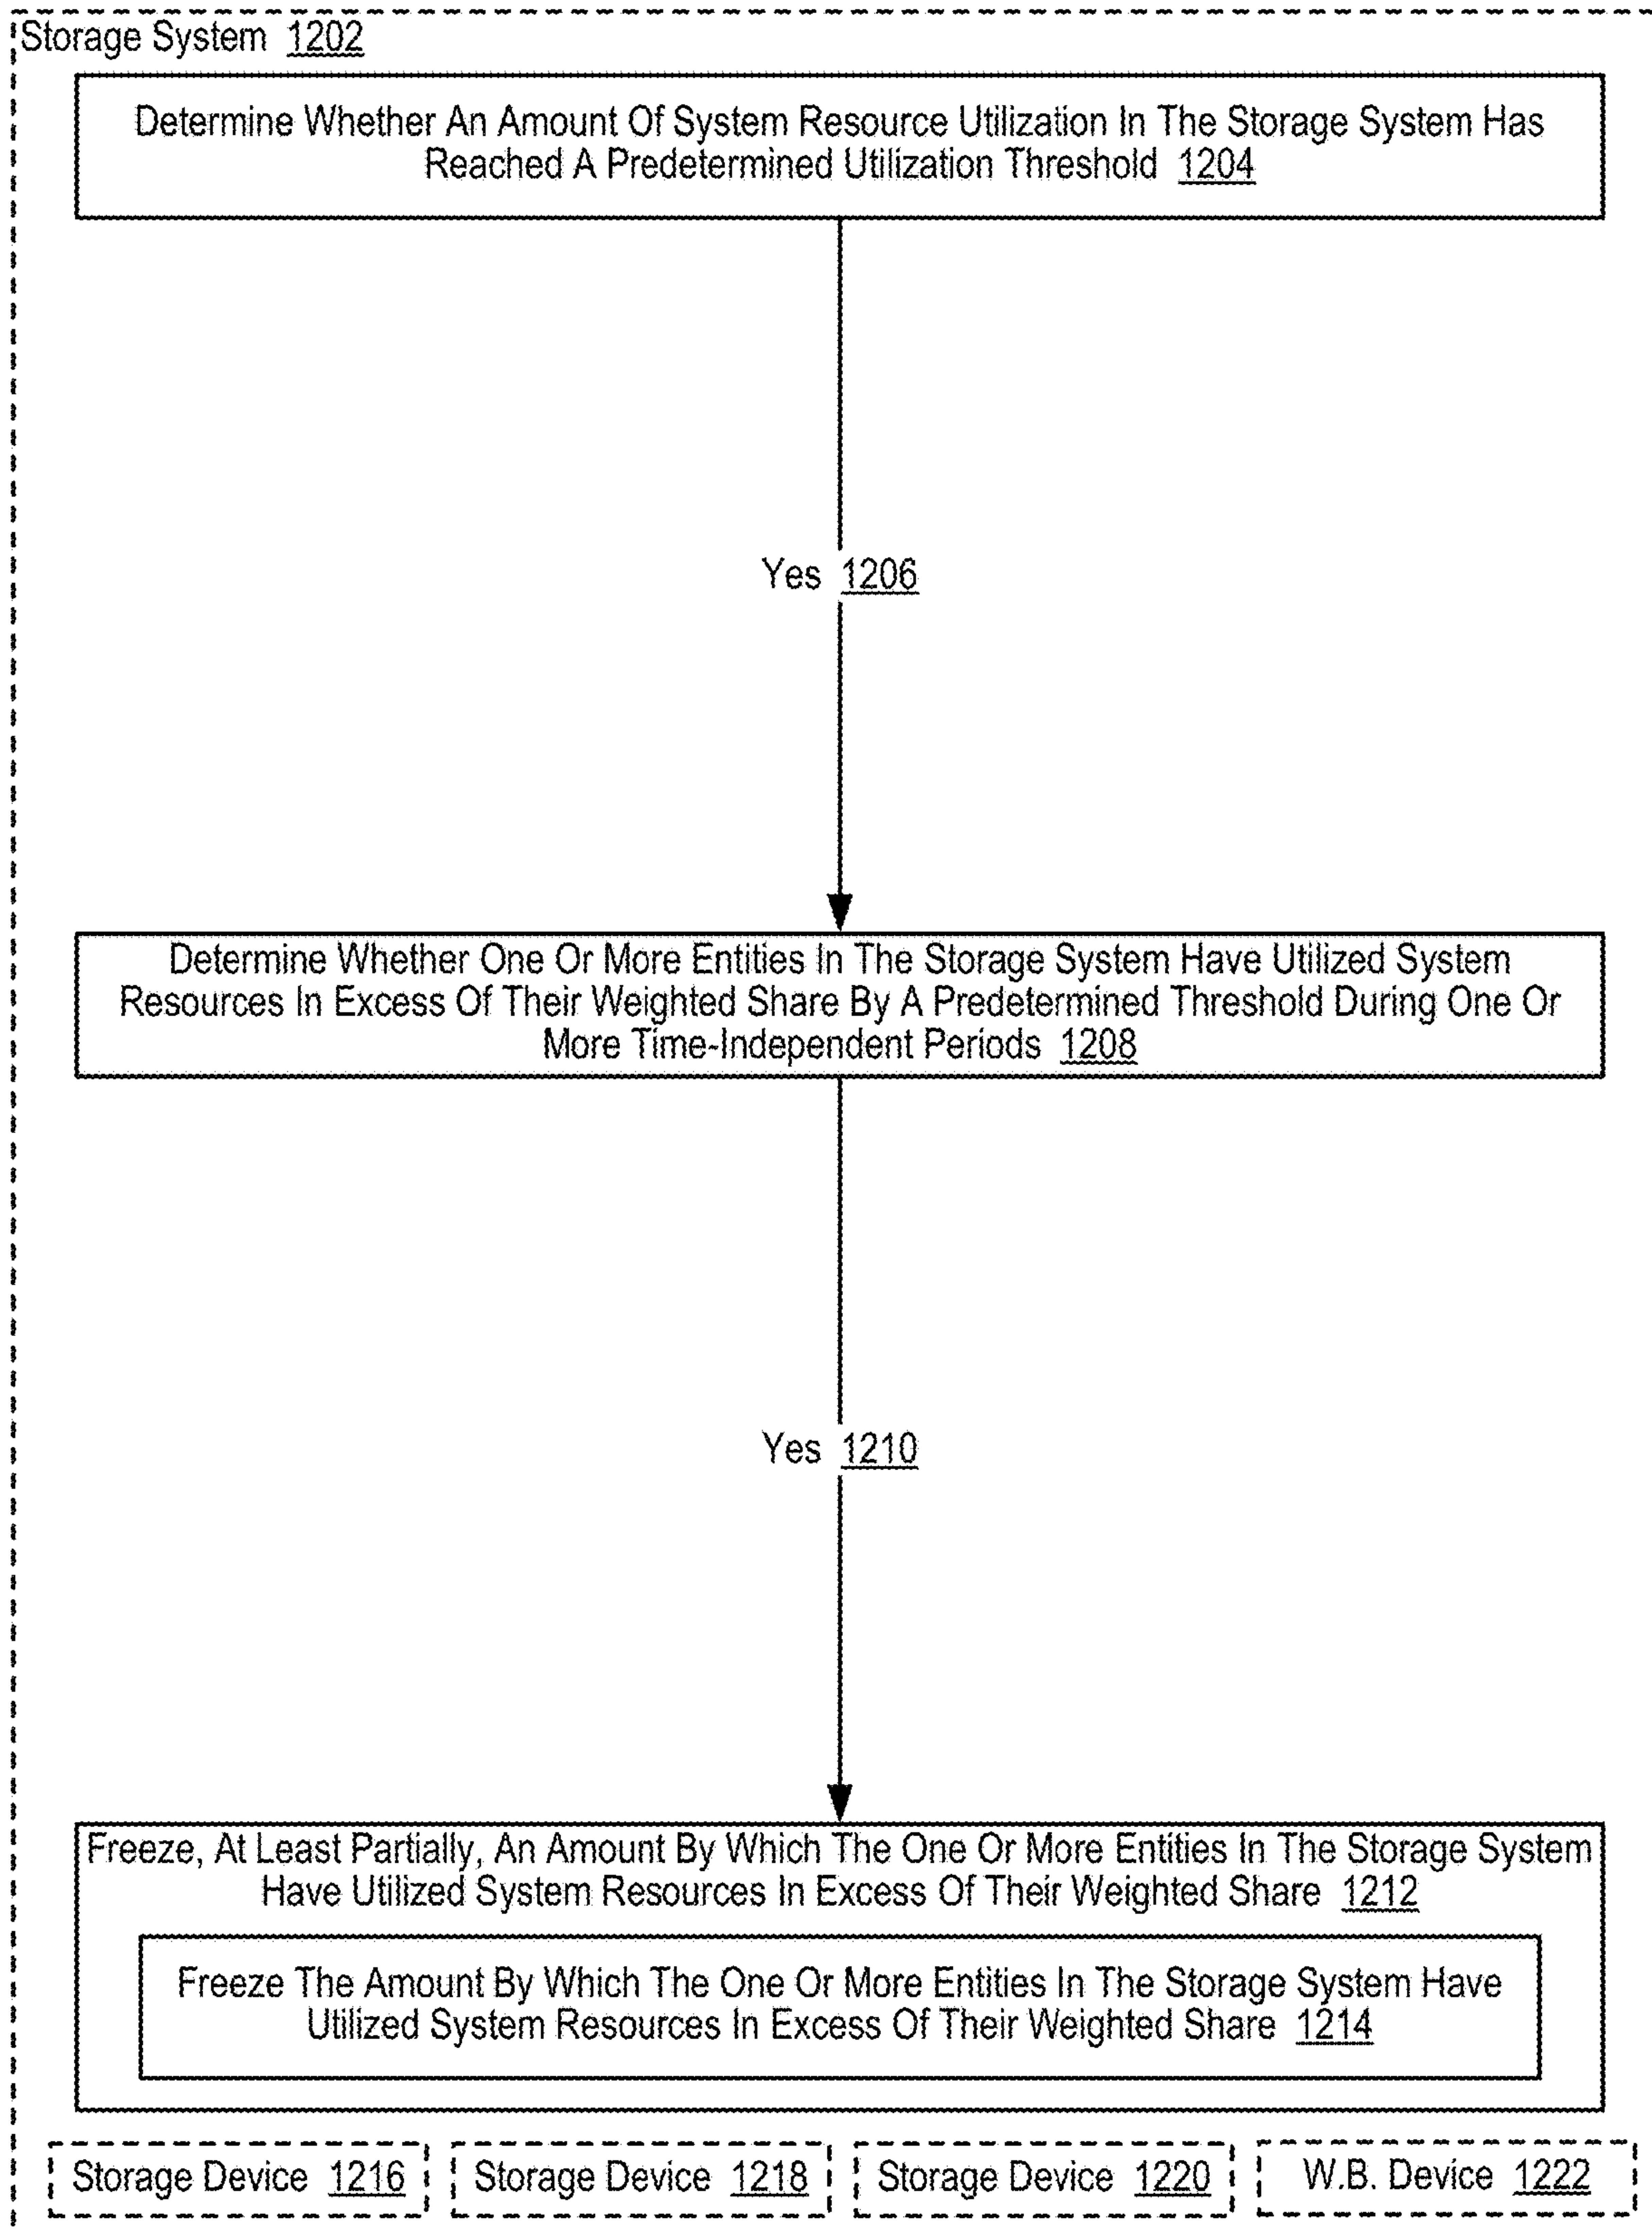 Storage System 1202
Determine Whether An Amount Of System Resource Utilization In The Storage System Has
Reached A Predetermined Utilization Threshold 1204
Yes 1206
Determine Whether One Or More Entities In The Storage System Have Utilized System
Resources In Excess Of Their Weighted Share By A Predetermined Threshold During One Or
More Time-Independent Periods 1208
Yes 1210
Freeze, At Least Partially, An Amount By Which The One Or More Entities In The Storage System
Have Utilized System Resources In Excess Of Their Weighted Share 1212
Freeze The Amount By Which The One Or More Entities In The Storage System Have
Utilized System Resources In Excess Of Their Weighted Share 1214
Storage Device 1216
Storage Device 1218
Storage Device 1220
W.B. Device 1222